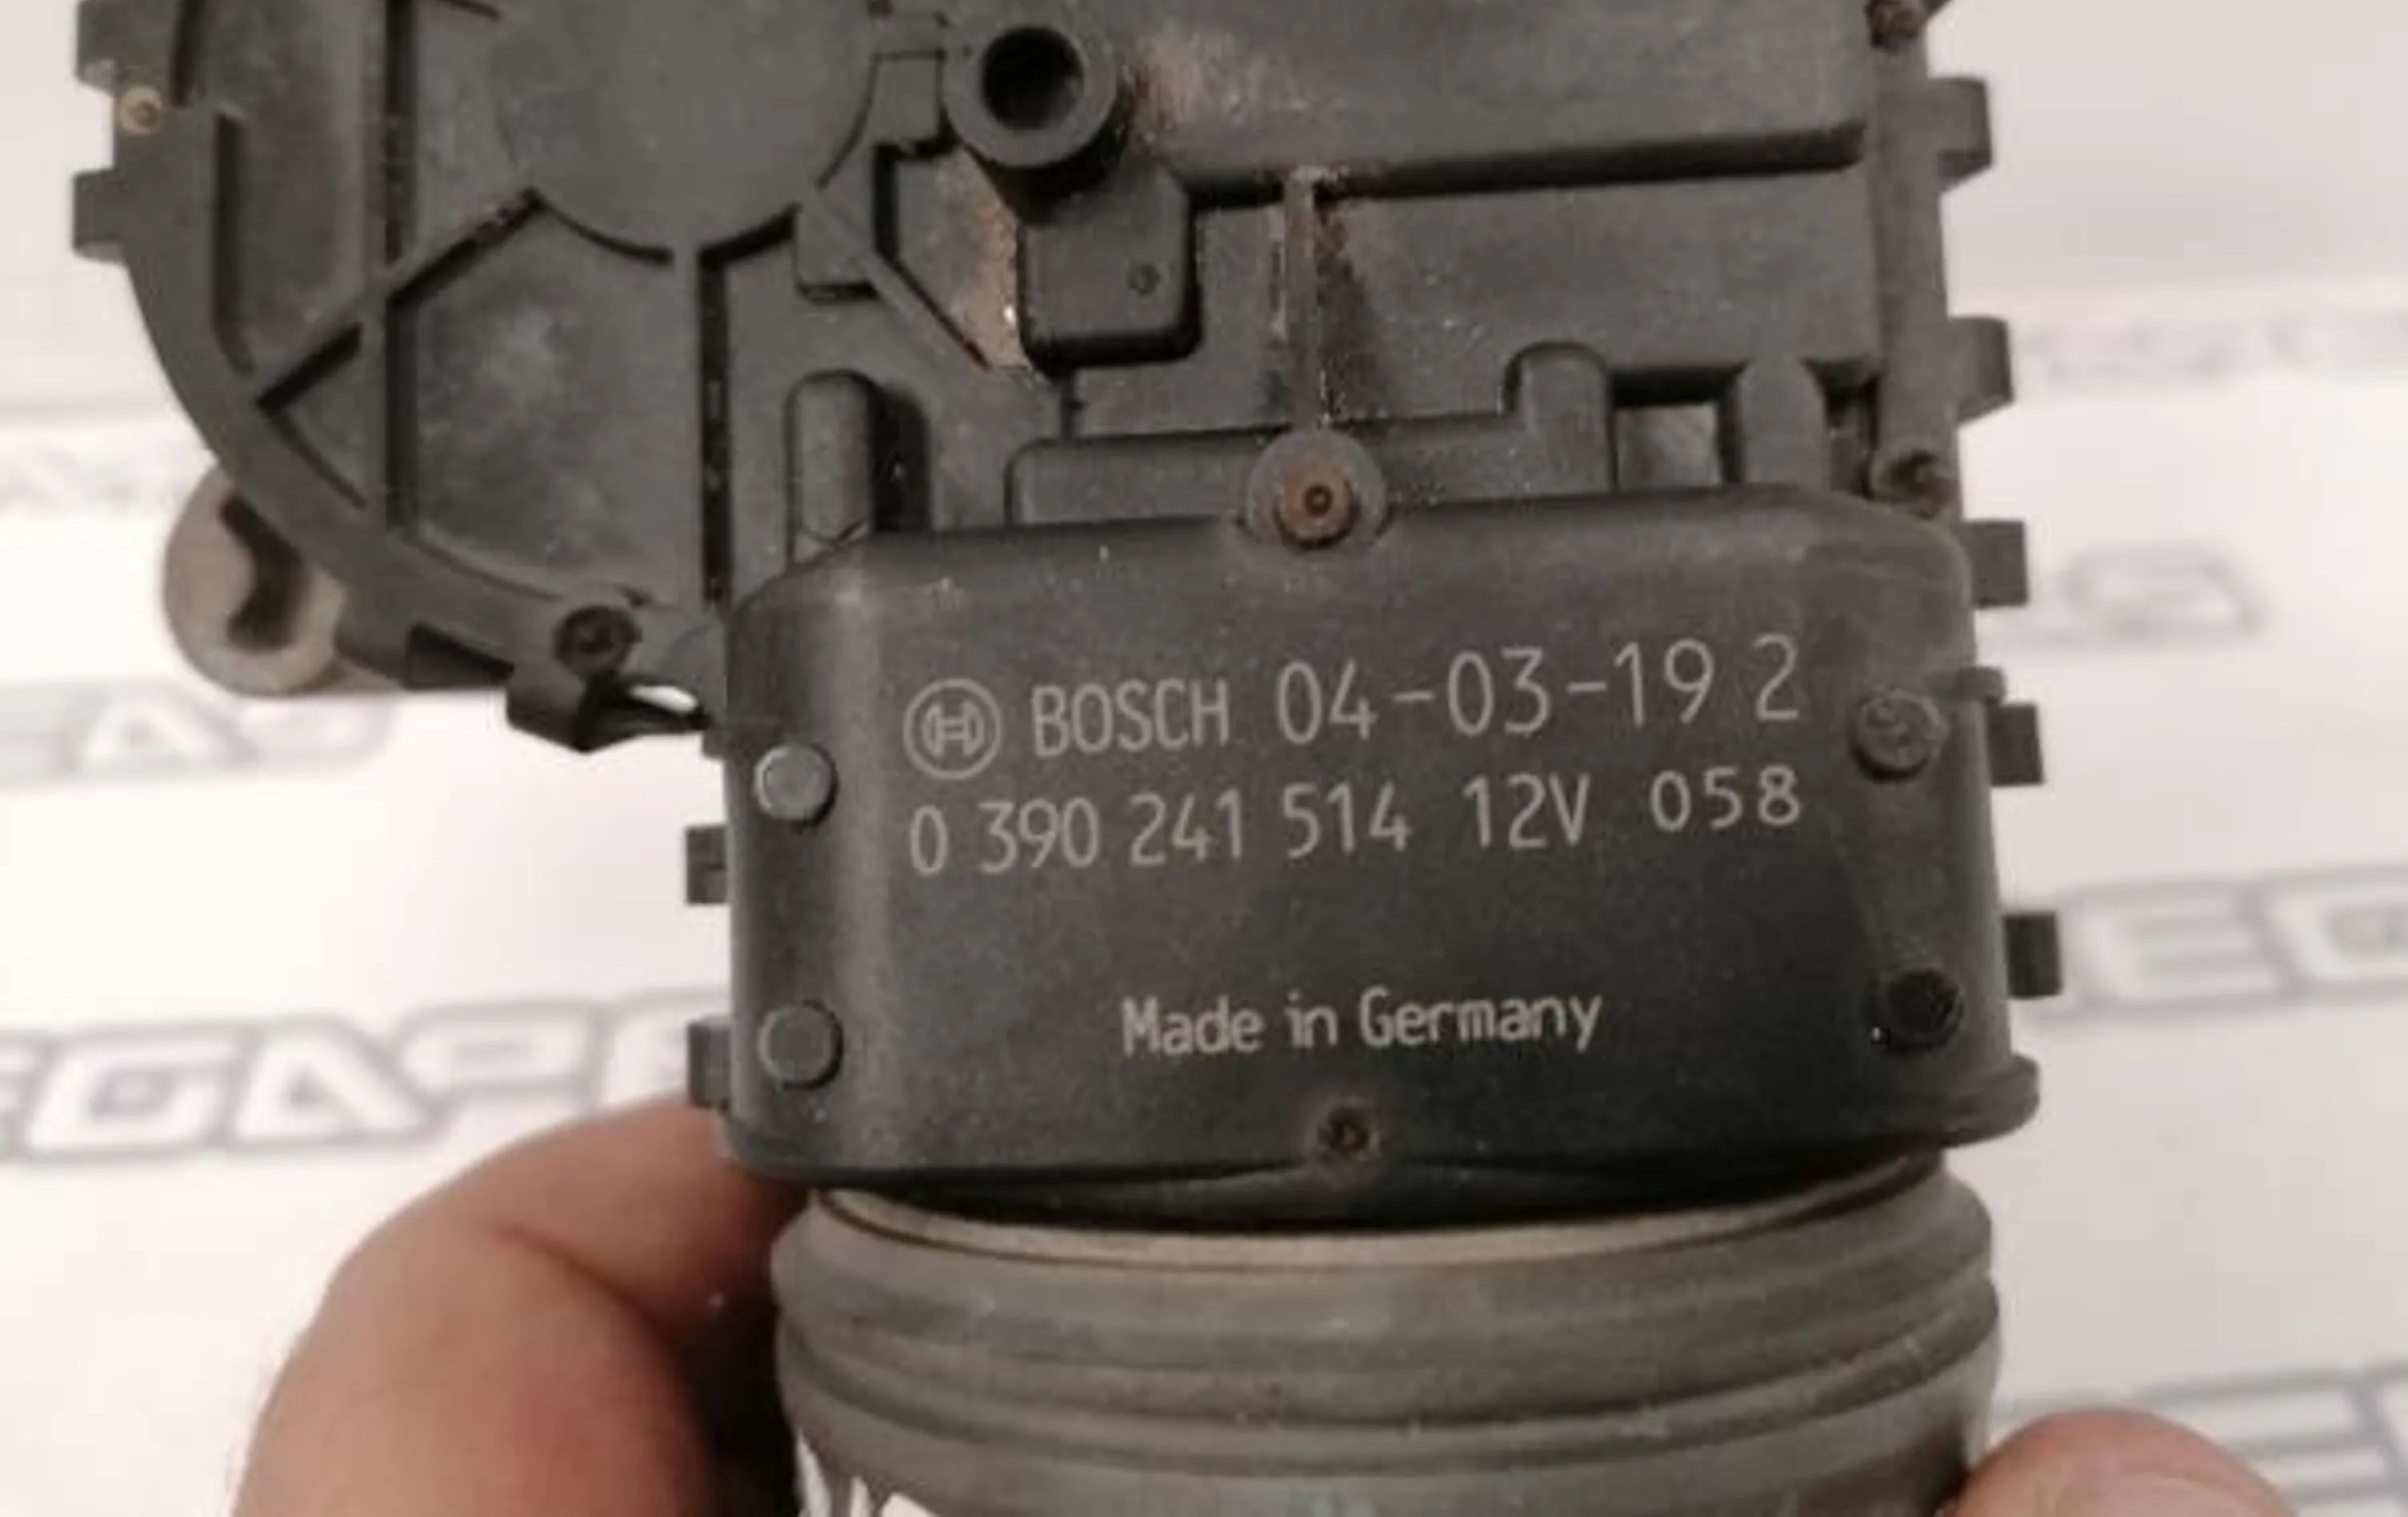 BOSCH 04-03-19 2
0 390 241 514 12V 058
Made in Germany